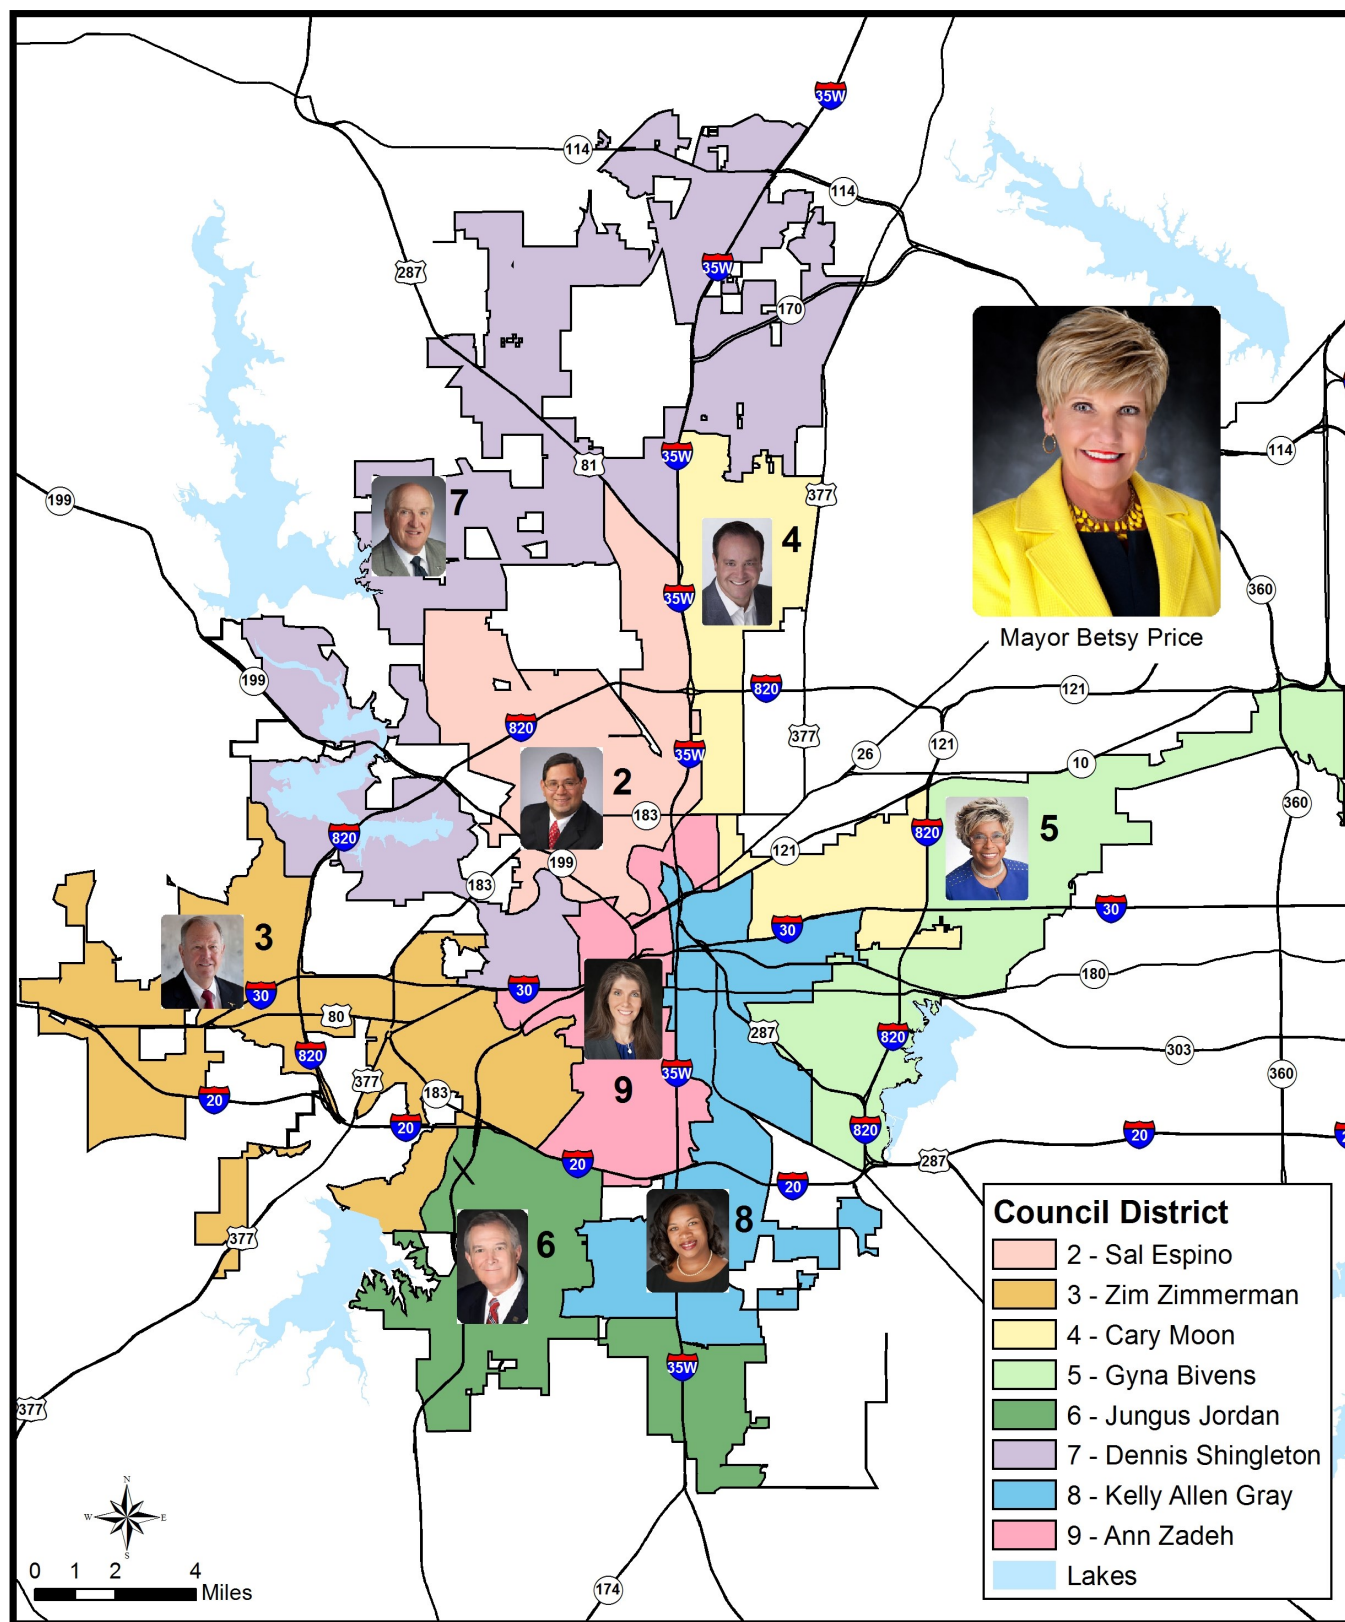 35W
114
114
287
35W
170
35W
81
114
377
199
7
4
35W
360
Mayor Betsy Price
199
820
121
820
377
35W
26
121
10
2
360
183
820
820
5
121
199
183
30
30
3
180
30
30
80
287
820
303
820
377
35W
360
9
183
20
20
820
20
20
287
20
8
377
6
Council District
2 - Sal Espino
3 - Zim Zimmerman
4 - Cary Moon
5 - Gyna Bivens
6 - Jungus Jordan
7 - Dennis Shingleton
8 - Kelly Allen Gray
9 - Ann Zadeh
Lakes
35W
377
N
W E
S
0 1 2 4
Miles
174